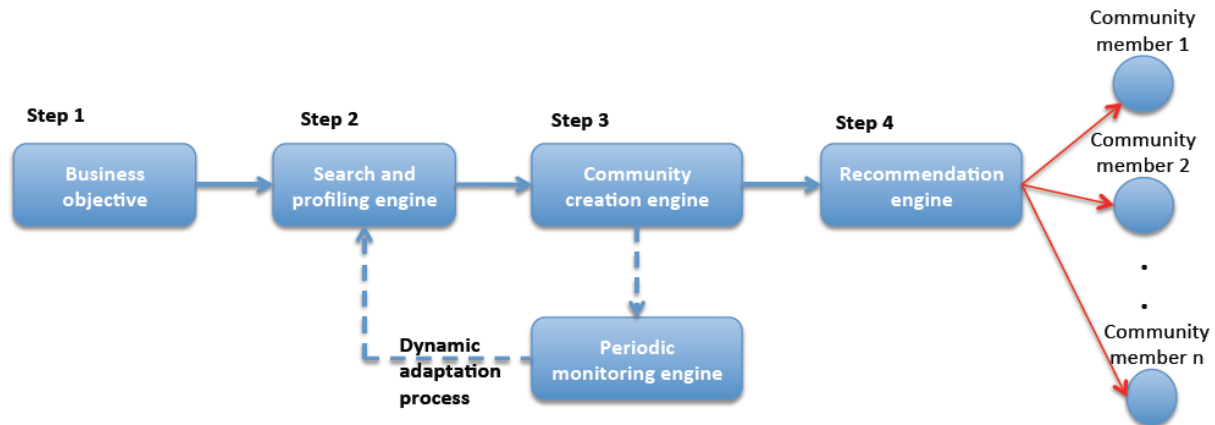 Step 1
Business
objective
Step 2
Search and
profiling engine
Step 3
Community
creation engine
Step 4
Recommendation
engine
Community
member 1
Community
member 2
.
.
Community
member n
Periodic
monitoring engine
Dynamic
adaptation
process